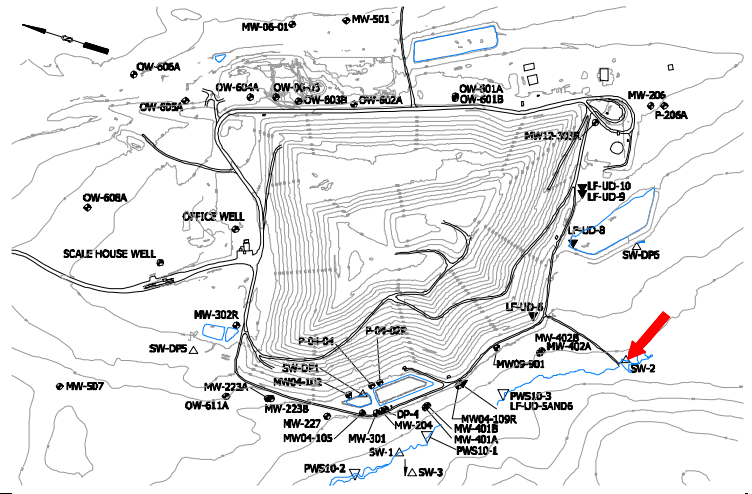 MW-501
MW-06-01
OW-606A
OW-604A
OW-603B
OW-602A
OW-601A
OW-601B
OW-605A
MW-206
P-206A
MW12-303R
LF-UD-10
LF-UD-9
OW-608A
OFFICE WELL
LF-UD-8
SW-DP6
SCALE HOUSE WELL
LF-UD-6
MW-302R
P-04-04
P-04-02R
SW-DP5
MW-402B
MW-402A
SW-DP1
MW09-901
SW-2
MW04-102
MW-507
MW-223A
OW-611A
MW-223B
PWS10-3
LF-UD-5AND6
MW-227
DP-4
MW04-109R
MW-204
MW-401B
MW04-105
MW-301
MW-401A
SW-1
PWS10-1
PWS10-2
SW-3